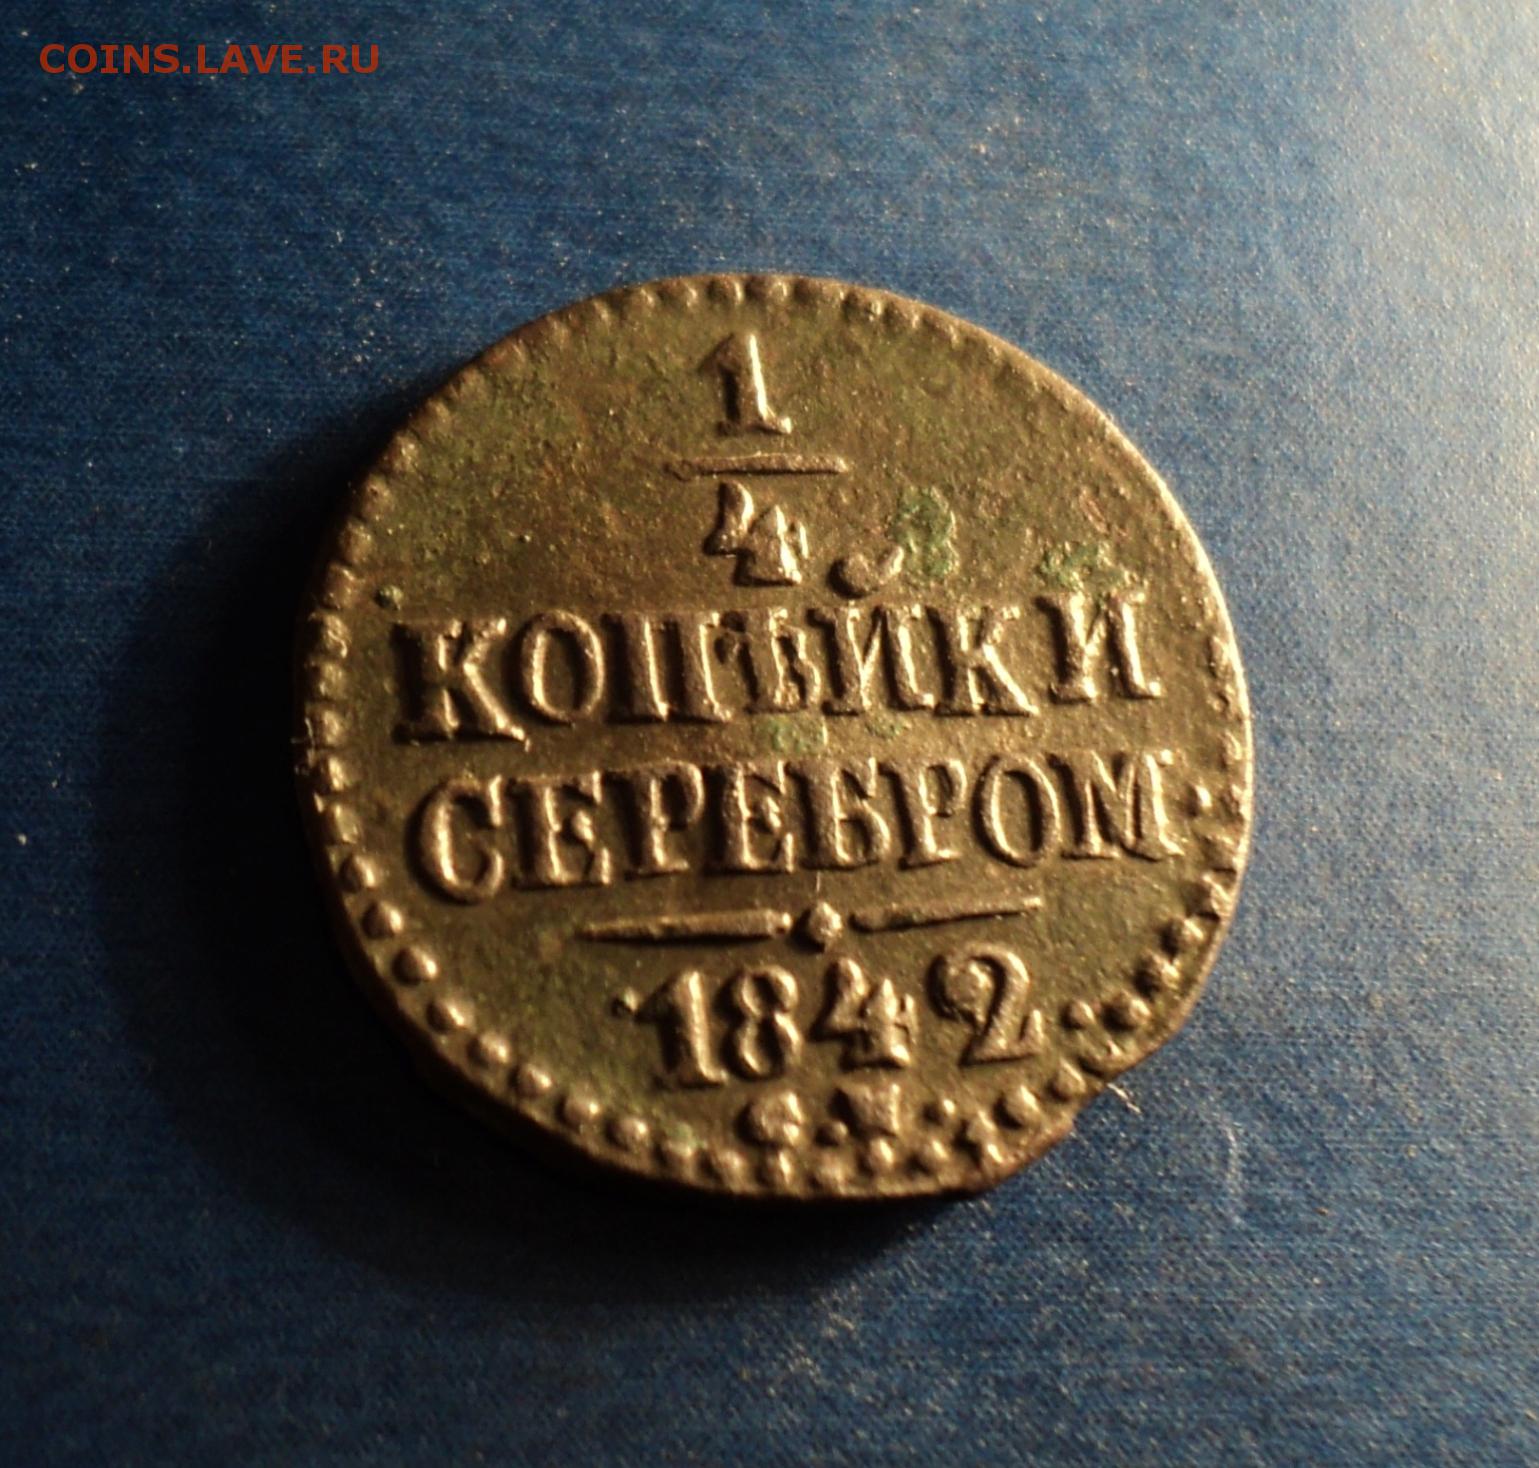 COINS.LAVE.RU
1
4
КОПѢЙКИ
СЕРЕБРОМ
1842